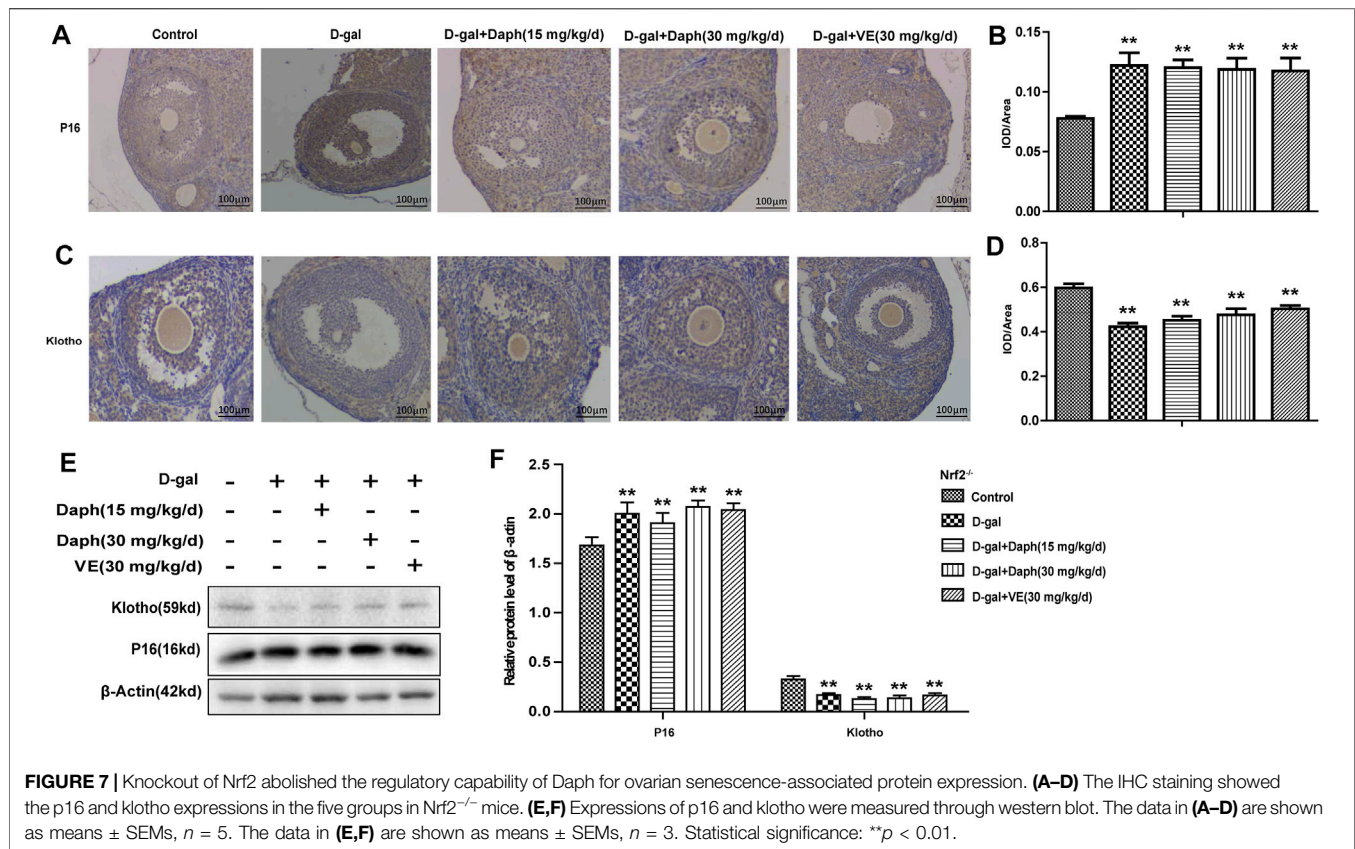 A
Control
D-gal
D-gal+Daph(15 mg/kg/d)
D-gal+Daph(30 mg/kg/d)
D-gal+VE(30 mg/kg/d)
P16
100μm
100μm
100μm
100μm
100μm
B
IOD/Area
0.15
0.10
0.05
0.00
** ** ** **
C
Klotho
100μm
100μm
100μm
100μm
100μm
D
IOD/Area
0.8
0.6
0.4
0.2
0.0
** ** ** **
E
D-gal - + + + +
Daph(15 mg/kg/d) - - + - -
Daph(30 mg/kg/d) - - - + -
VE(30 mg/kg/d) - - - - +
Klotho(59kd)
P16(16kd)
β-Actin(42kd)
F
Relative protein level of β-actin
2.5
2.0
1.5
1.0
0.5
0.0
** ** ** **
** ** ** **
P16
Klotho
Nrf2-/-
Control
D-gal
D-gal+Daph(15 mg/kg/d)
D-gal+Daph(30 mg/kg/d)
D-gal+VE(30 mg/kg/d)
FIGURE 7 | Knockout of Nrf2 abolished the regulatory capability of Daph for ovarian senescence-associated protein expression. (A–D) The IHC staining showed
the p16 and klotho expressions in the five groups in Nrf2−/− mice. (E,F) Expressions of p16 and klotho were measured through western blot. The data in (A–D) are shown
as means ± SEMs, n = 5. The data in (E,F) are shown as means ± SEMs, n = 3. Statistical significance: **p < 0.01.